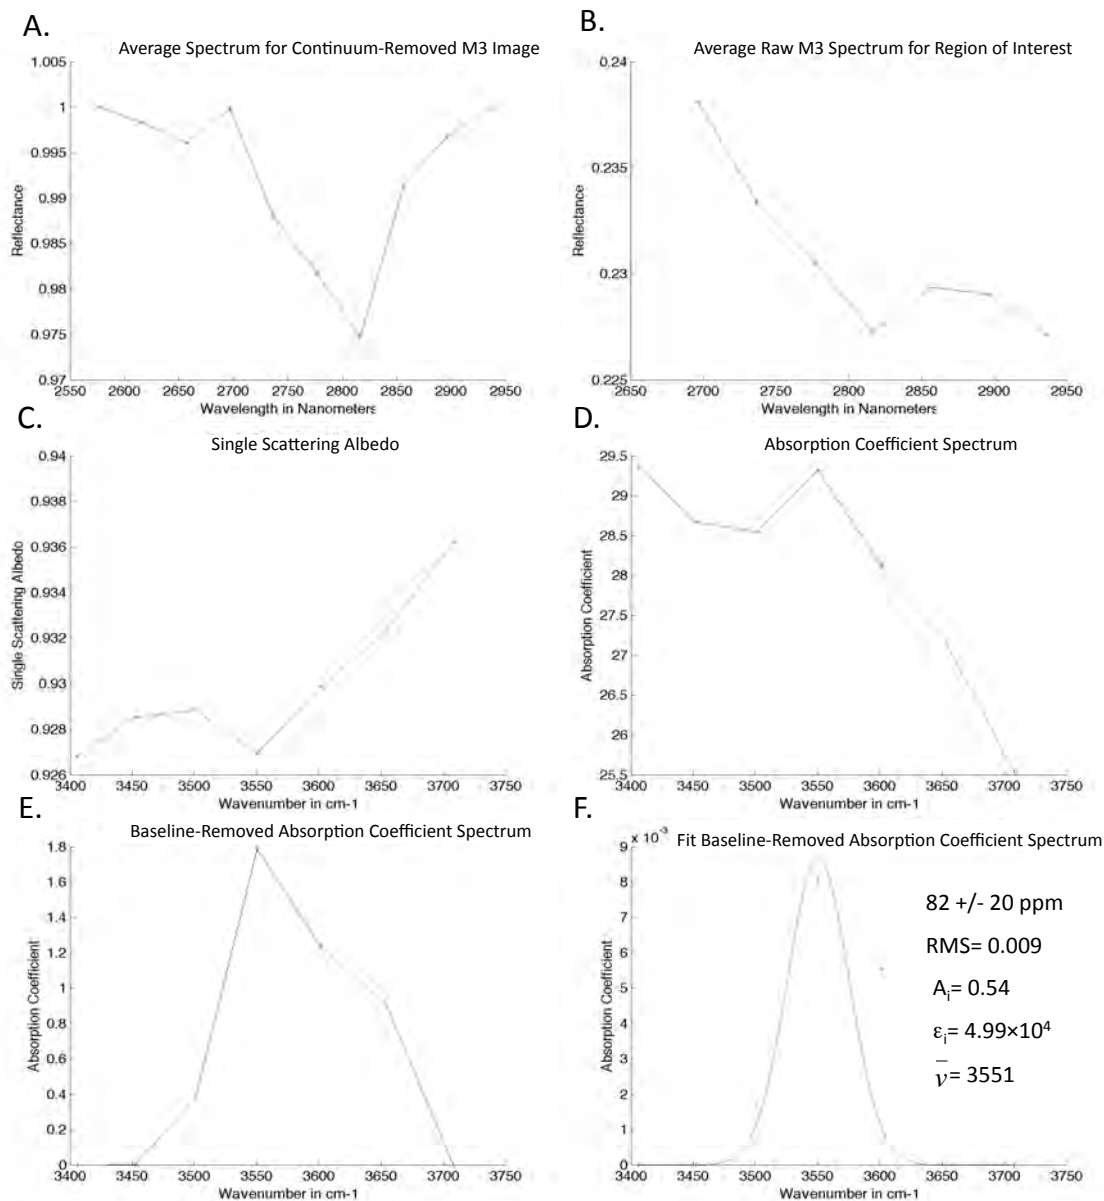 A.
Average Spectrum for Continuum-Removed M3 Image
1.005
1
0.995
0.99
0.985
0.98
0.975
0.97
Reflectance
2550 2600 2650 2700 2750 2800 2850 2900 2950
Wavelength in Nanometers
B.
Average Raw M3 Spectrum for Region of Interest
0.24
0.235
0.23
0.225
Reflectance
2650 2700 2750 2800 2850 2900 2950
Wavelength in Nanometers
C.
Single Scattering Albedo
0.94
0.938
0.936
0.934
0.932
0.93
0.928
0.926
Single Scattering Albedo
3400 3450 3500 3550 3600 3650 3700 3750
Wavenumber in cm-1
D.
Absorption Coefficient Spectrum
29.5
29
28.5
28
27.5
27
26.5
26
25.5
Absorption Coefficient
3400 3450 3500 3550 3600 3650 3700 3750
Wavenumber in cm-1
E.
Baseline-Removed Absorption Coefficient Spectrum
1.8
1.6
1.4
1.2
1
0.8
0.6
0.4
0.2
0
Absorption Coefficient
3400 3450 3500 3550 3600 3650 3700 3750
Wavenumber in cm-1
F.
Fit Baseline-Removed Absorption Coefficient Spectrum
x 10⁻³
9
8
7
6
5
4
3
2
1
0
Absorption Coefficient
3400 3450 3500 3550 3600 3650 3700 3750
Wavenumber in cm-1
82 +/- 20 ppm
RMS= 0.009
Aᵢ= 0.54
εᵢ= 4.99×10⁴
ν̅= 3551